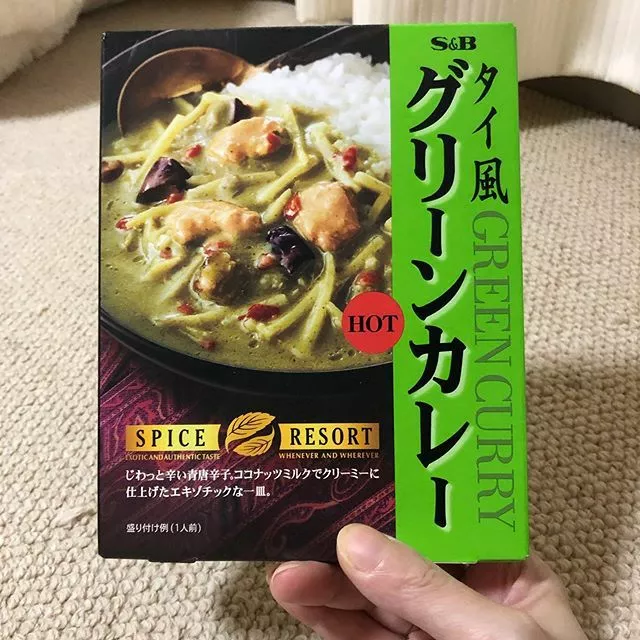 S&B
タイ風
グリーンカレー
GREEN CURRY
HOT
SPICE RESORT
EXOTIC AND AUTHENTIC TASTE WHENEVER AND WHEREVER
じわっと辛い青唐辛子。ココナッツミルクでクリーミーに
仕上げたエキゾチックな一皿。
盛り付け例(1人前)